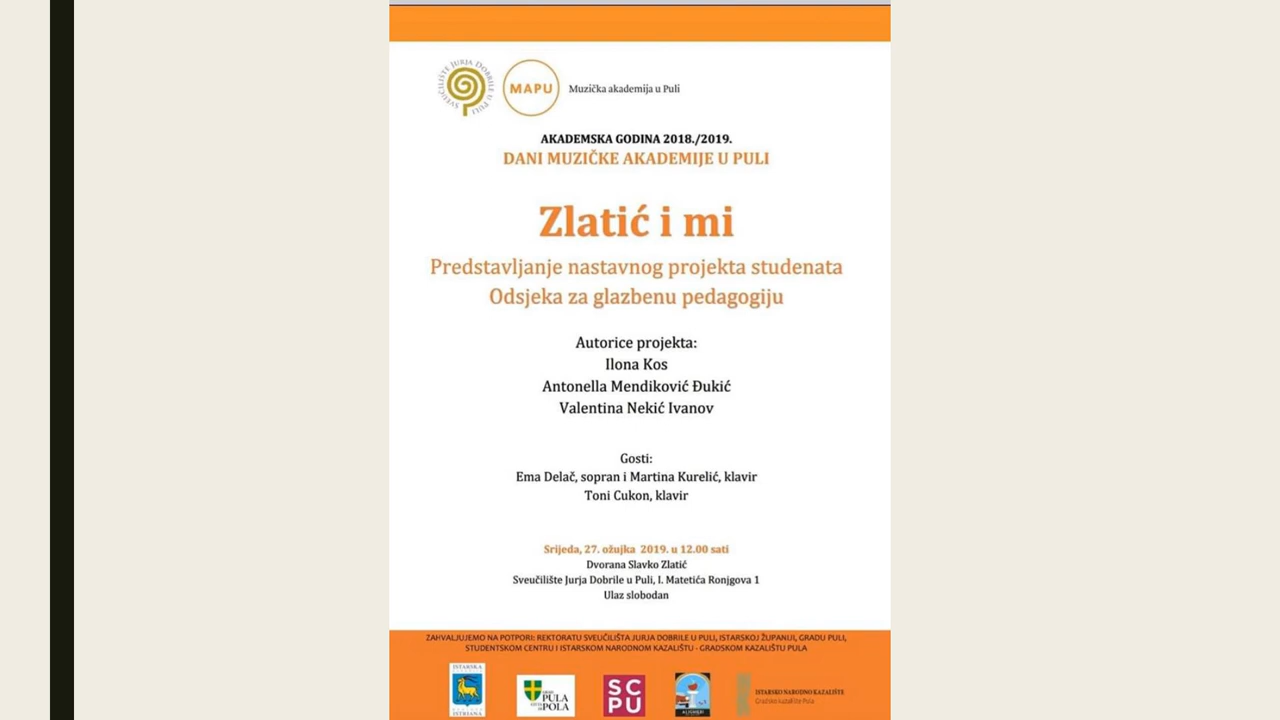 SVEUČILIŠTE JURJA DOBRILE U PULI
MAPU
Muzička akademija u Puli
AKADEMSKA GODINA 2018./2019.
DANI MUZIČKE AKADEMIJE U PULI
Zlatić i mi
Predstavljanje nastavnog projekta studenata
Odsjeka za glazbenu pedagogiju
Autorice projekta:
Ilona Kos
Antonella Mendiković Đukić
Valentina Nekić Ivanov
Gosti:
Ema Delač, sopran i Martina Kurelić, klavir
Toni Cukon, klavir
Srijeda, 27. ožujka 2019. u 12.00 sati
Dvorana Slavko Zlatić
Sveučilište Jurja Dobrile u Puli, I. Matetića Ronjgova 1
Ulaz slobodan
ZAHVALJUJEMO NA POTPORI: REKTORATU SVEUČILIŠTA JURJA DOBRILE U PULI, ISTARSKOJ ŽUPANIJI, GRADU PULI,
STUDENTSKOM CENTRU I ISTARSKOM NARODNOM KAZALIŠTU - GRADSKOM KAZALIŠTU PULA
ISTARSKA
ISTRIANA
PULA
POLA
SC
PU
ISTARSKO NARODNO KAZALIŠTE
Gradsko kazalište Pula